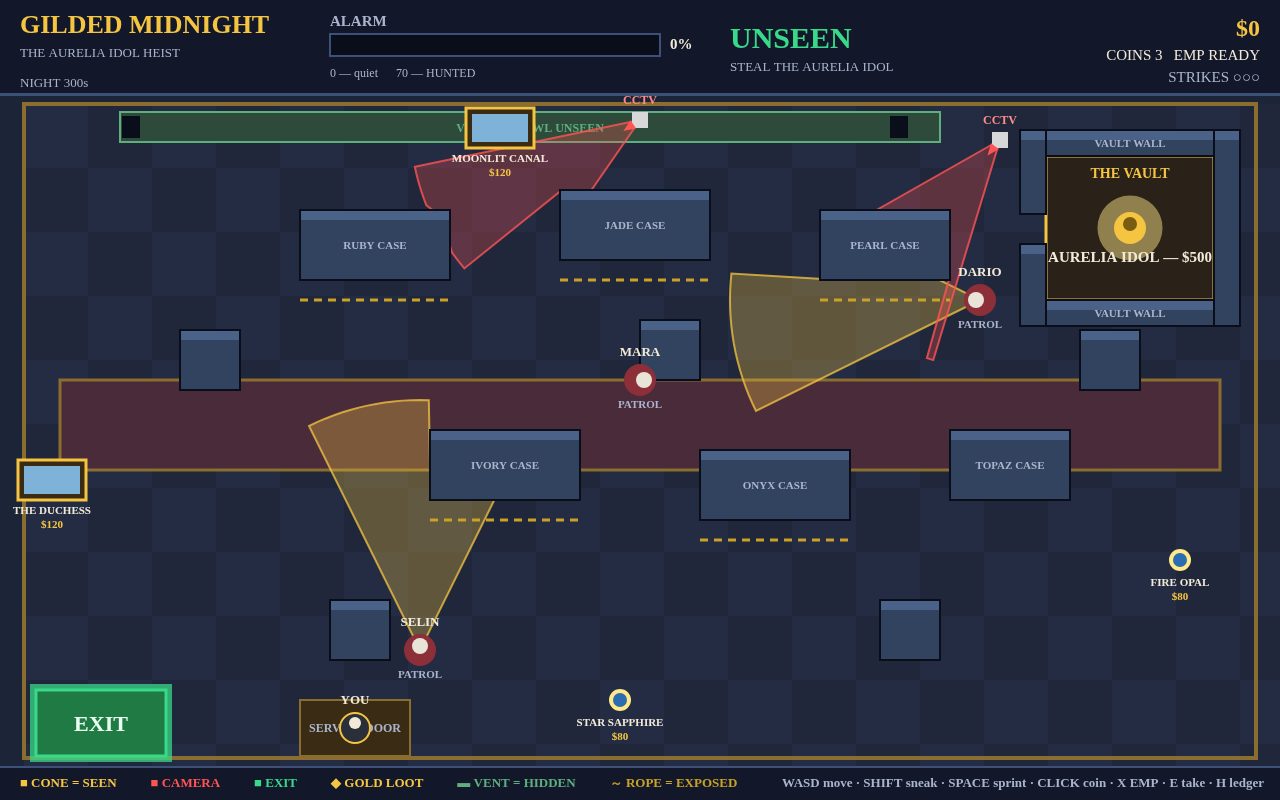 GILDED MIDNIGHT
THE AURELIA IDOL HEIST
NIGHT 300s
ALARM
0%
0 — quiet 70 — HUNTED
UNSEEN
STEAL THE AURELIA IDOL
$0
COINS 3 EMP READY
STRIKES ○○○
CCTV
CCTV
UNSEEN
MOONLIT CANAL
$120
VAULT WALL
THE VAULT
AURELIA IDOL — $500
VAULT WALL
JADE CASE
RUBY CASE
PEARL CASE
DARIO
PATROL
MARA
PATROL
IVORY CASE
ONYX CASE
TOPAZ CASE
THE DUCHESS
$120
FIRE OPAL
$80
SELIN
PATROL
EXIT
YOU
STAR SAPPHIRE
$80
■ CONE = SEEN ■ CAMERA ■ EXIT ◆ GOLD LOOT ▬ VENT = HIDDEN ~ ROPE = EXPOSED WASD move · SHIFT sneak · SPACE sprint · CLICK coin · X EMP · E take · H ledger